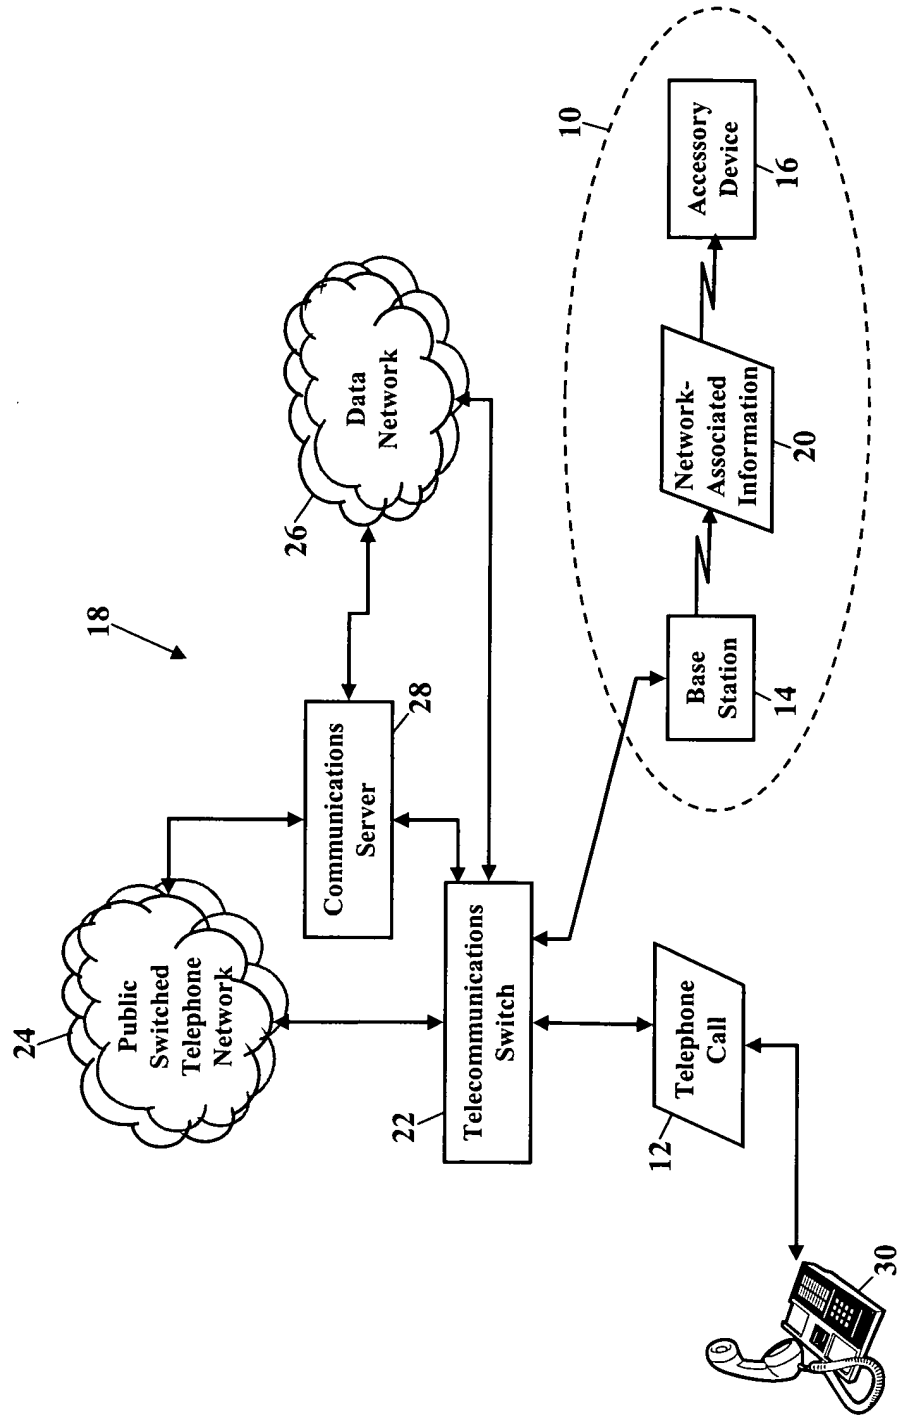 18
24
Public
Switched
Telephone
Network
26
Data
Network
Communications
Server
28
22
Telecommunications
Switch
10
12
Telephone
Call
Base
Station
14
Network-
Associated
Information
20
Accessory
Device
16
30